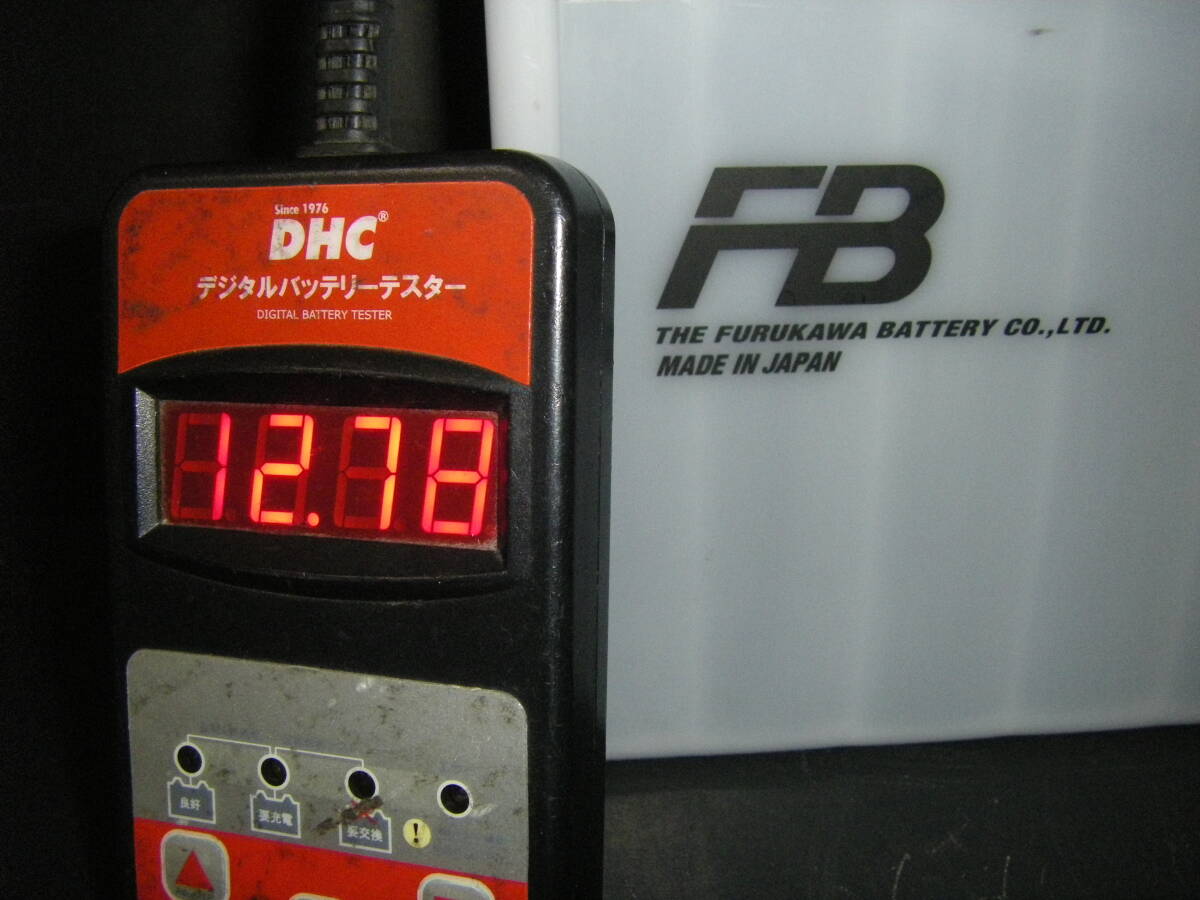 Since 1976
DHC®
デジタルバッテリーテスター
DIGITAL BATTERY TESTER
12.78
良好
要充電
要交換
!
FB
THE FURUKAWA BATTERY CO.,LTD.
MADE IN JAPAN